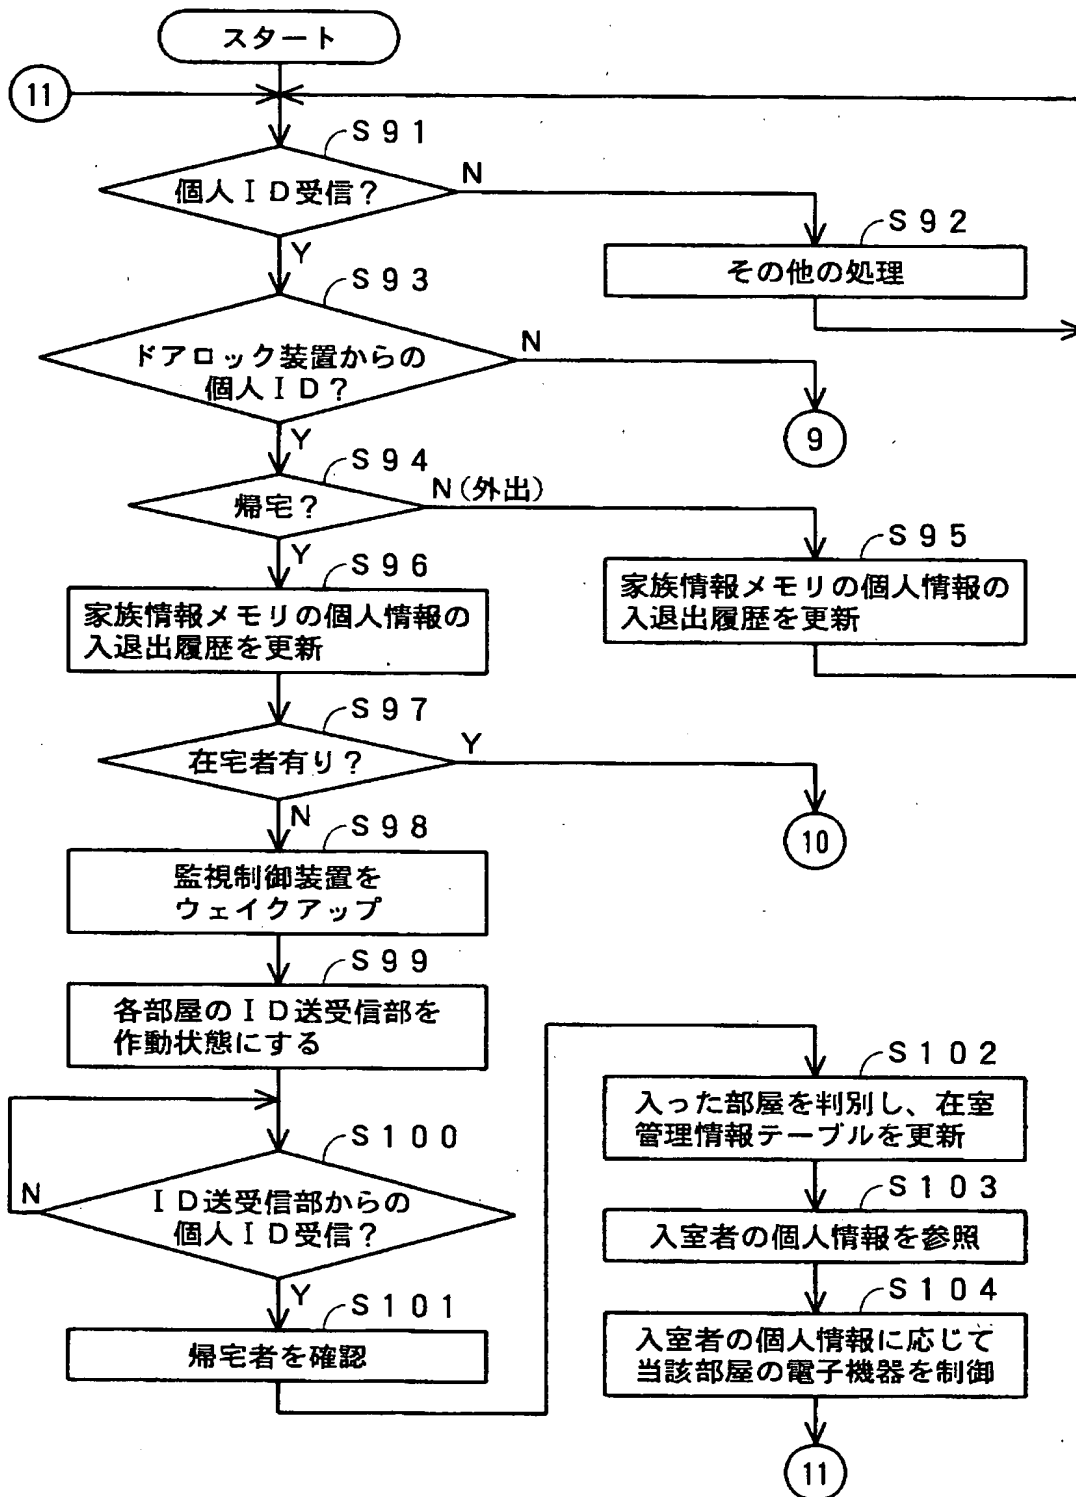 スタート
11
S91
個人ID受信？
N
Y
S92
その他の処理
S93
ドアロック装置からの
個人ID？
N
Y
9
S94
帰宅？
N(外出)
Y
S95
家族情報メモリの個人情報の
入退出履歴を更新
S96
家族情報メモリの個人情報の
入退出履歴を更新
S97
在宅者有り？
Y
N
10
S98
監視制御装置を
ウェイクアップ
S99
各部屋のID送受信部を
作動状態にする
S100
ID送受信部からの
個人ID受信？
N
Y
S101
帰宅者を確認
S102
入った部屋を判別し、在室
管理情報テーブルを更新
S103
入室者の個人情報を参照
S104
入室者の個人情報に応じて
当該部屋の電子機器を制御
11